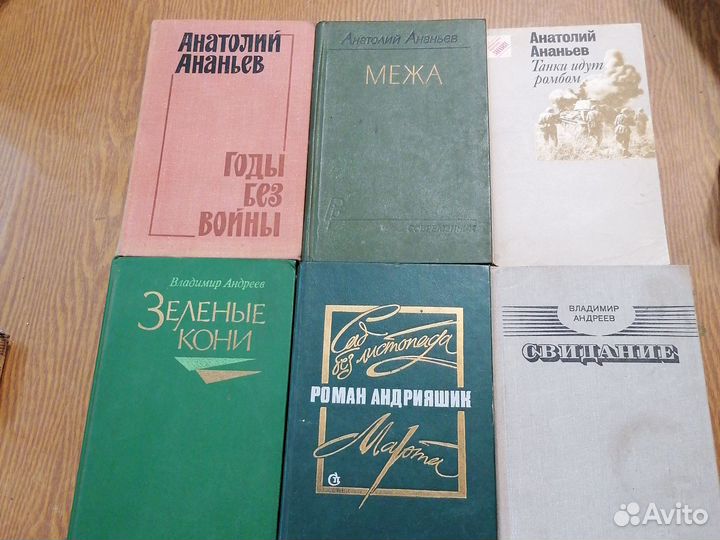 АНАТОЛИЙ
АНАНЬЕВ
ГОДЫ
БЕЗ
ВОЙНЫ
Анатолий Ананьев
МЕЖА
СОВРЕМЕННИК
Анатолий
Ананьев
Танки идут
ромбом
Владимир Андреев
ЗЕЛЕНЫЕ
КОНИ
Сад
без листопада
РОМАН АНДРИЯШИК
Марта
ВЛАДИМИР
АНДРЕЕВ
СВИДАНИЕ
Avito